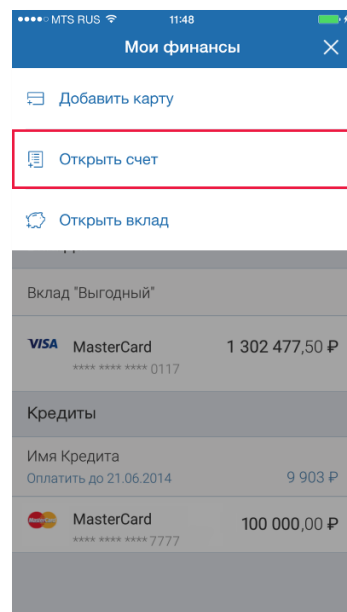 MTS RUS 11:48
Мои финансы
Добавить карту
Открыть счет
Открыть вклад
Вклад "Выгодный"
VISA MasterCard 1 302 477,50 ₽
**** **** **** 0117
Кредиты
Имя Кредита
Оплатить до 21.06.2014 9 903 ₽
MasterCard MasterCard 100 000,00 ₽
**** **** **** 7777